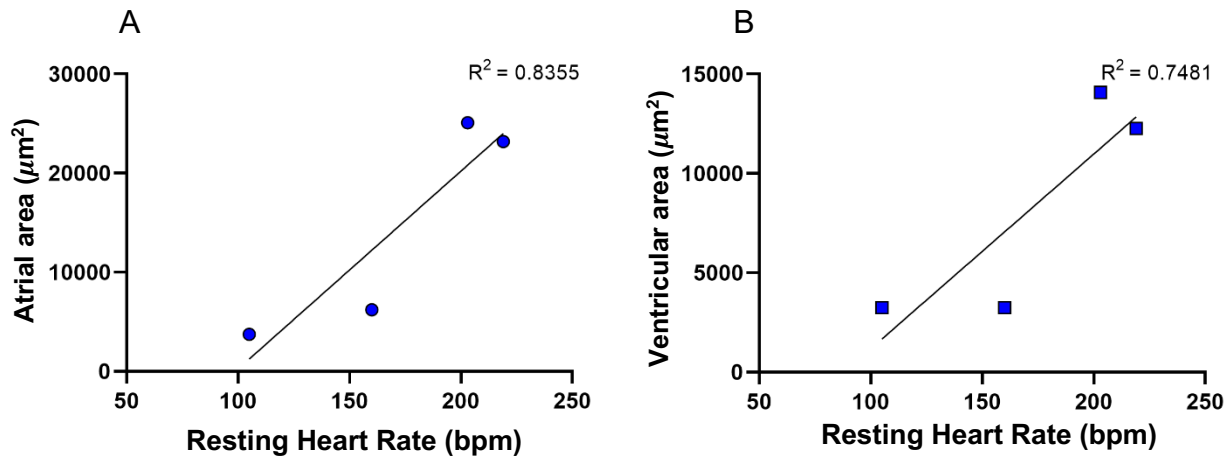 A
R² = 0.8355
Atrial area (μm²)
30000
20000
10000
0
50 100 150 200 250
Resting Heart Rate (bpm)
B
R² = 0.7481
Ventricular area (μm²)
15000
10000
5000
0
50 100 150 200 250
Resting Heart Rate (bpm)